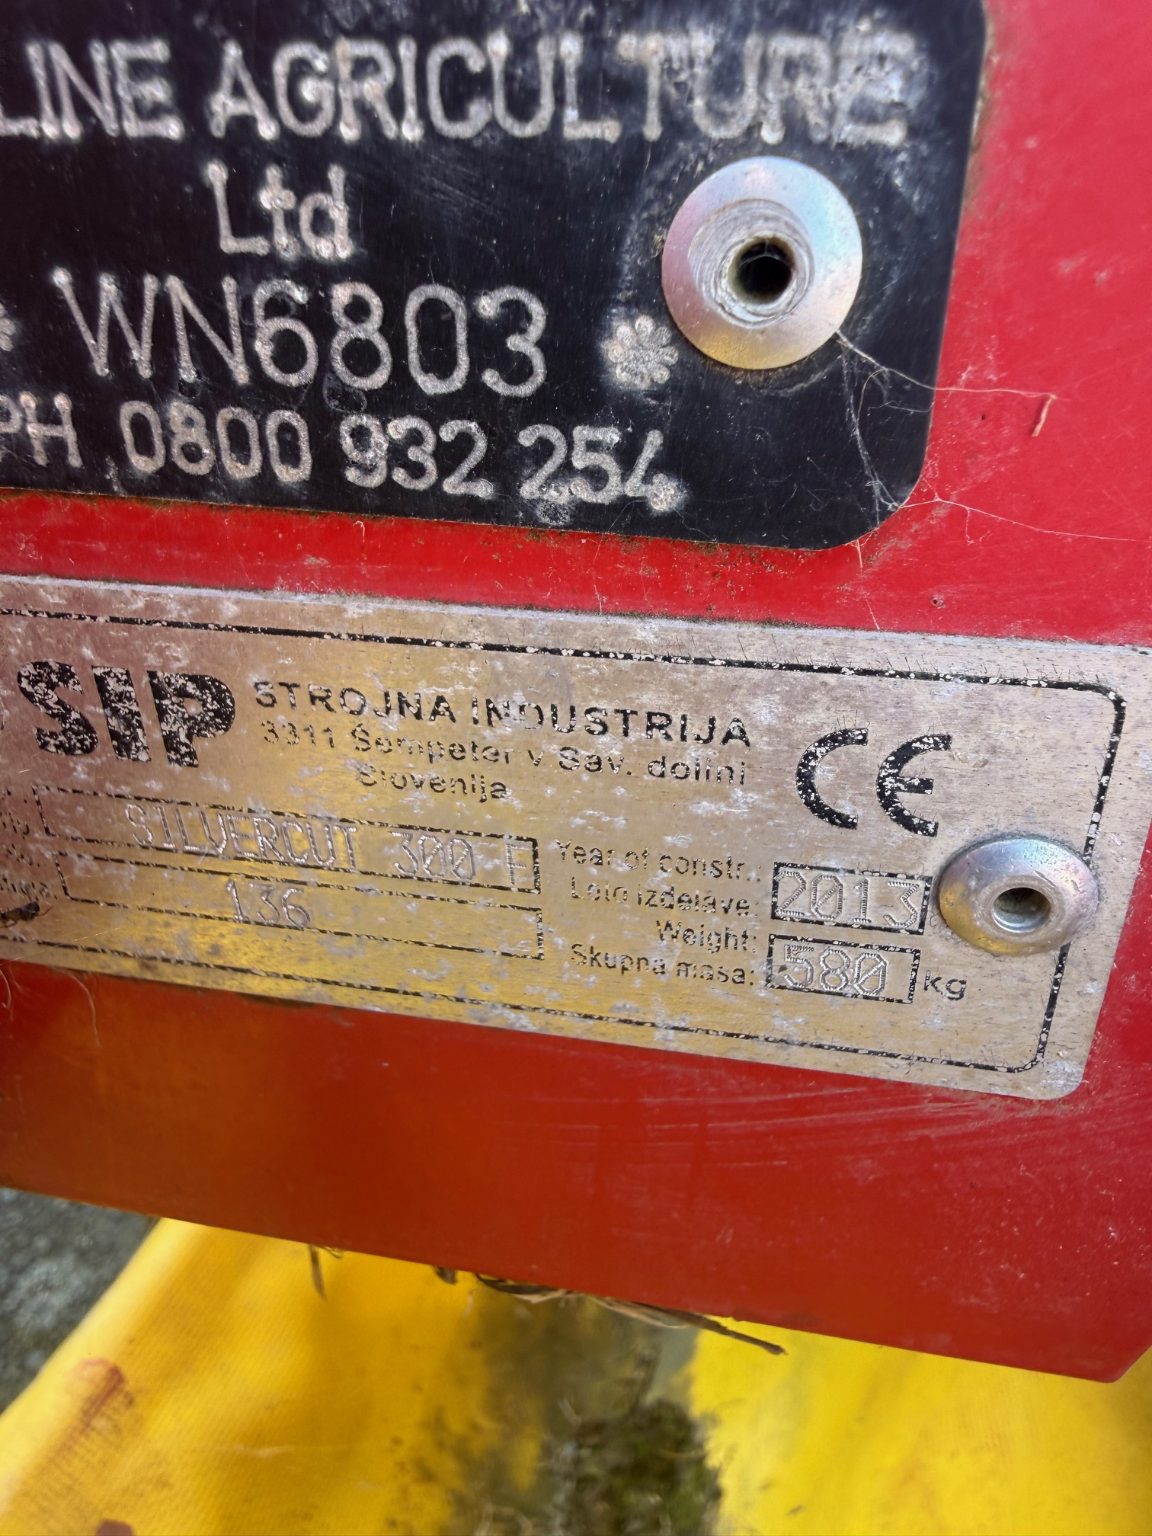 LINE AGRICULTURE
Ltd
WN6803
PH 0800 932 254
SIP STROJNA INDUSTRIJA
3311 Šempeter v Sav. dolini
Slovenija
CE
SILVERCUT 300 F
136
Year of constr.:
Leto izdelave: 2013
Weight:
Skupna masa: 580 kg